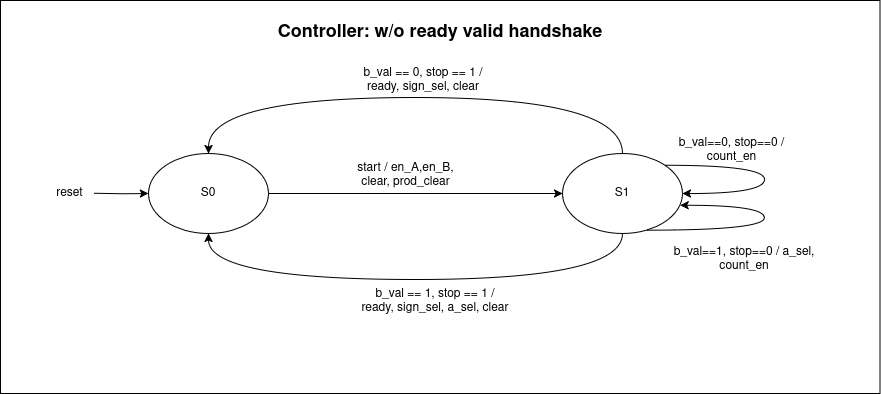 Controller: w/o ready valid handshake
b_val == 0, stop == 1 /
ready, sign_sel, clear
b_val==0, stop==0 /
count_en
start / en_A,en_B,
clear, prod_clear
reset
S0
S1
b_val==1, stop==0 / a_sel,
count_en
b_val == 1, stop == 1 /
ready, sign_sel, a_sel, clear